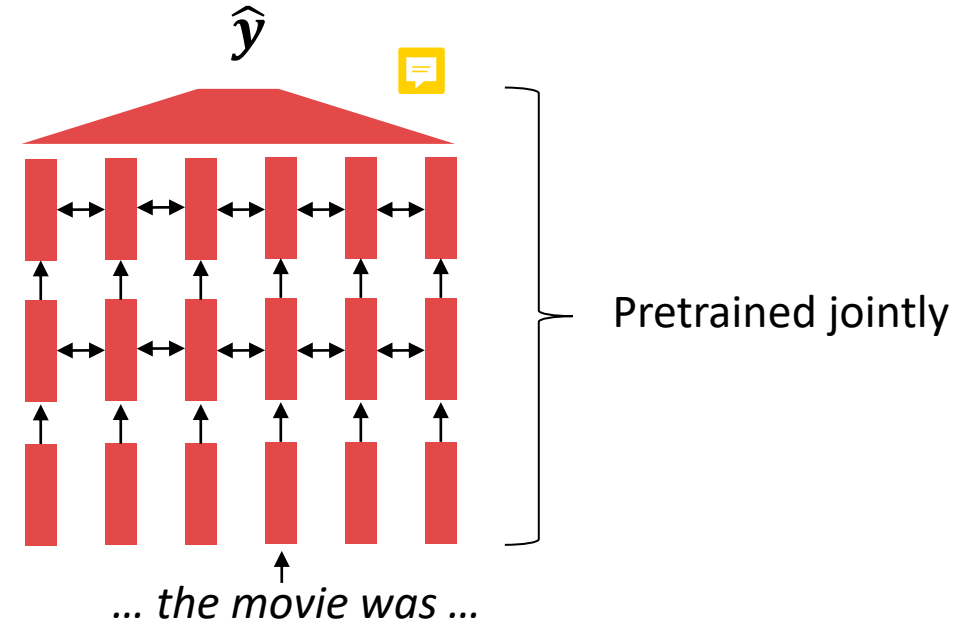 ŷ
Pretrained jointly
… the movie was …